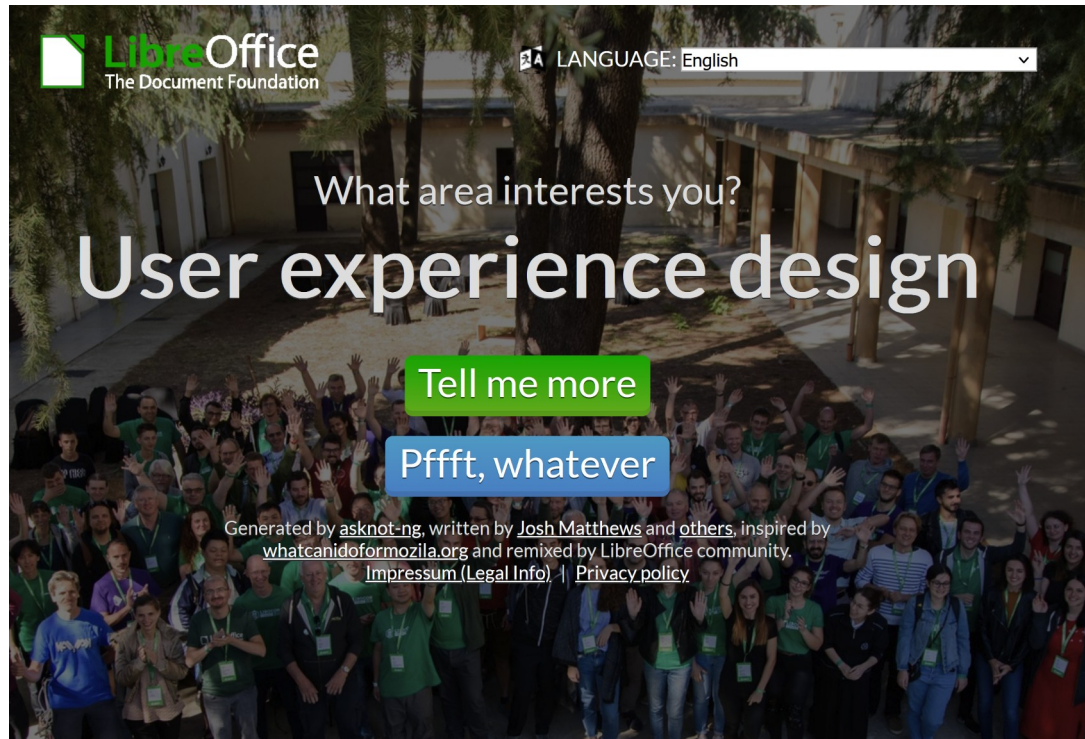 LibreOffice
The Document Foundation
LANGUAGE: English
What area interests you?
User experience design
Tell me more
Pffft, whatever
Generated by asknot-ng, written by Josh Matthews and others, inspired by
whatcanidoformozila.org and remixed by LibreOffice community.
Impressum (Legal Info) | Privacy policy